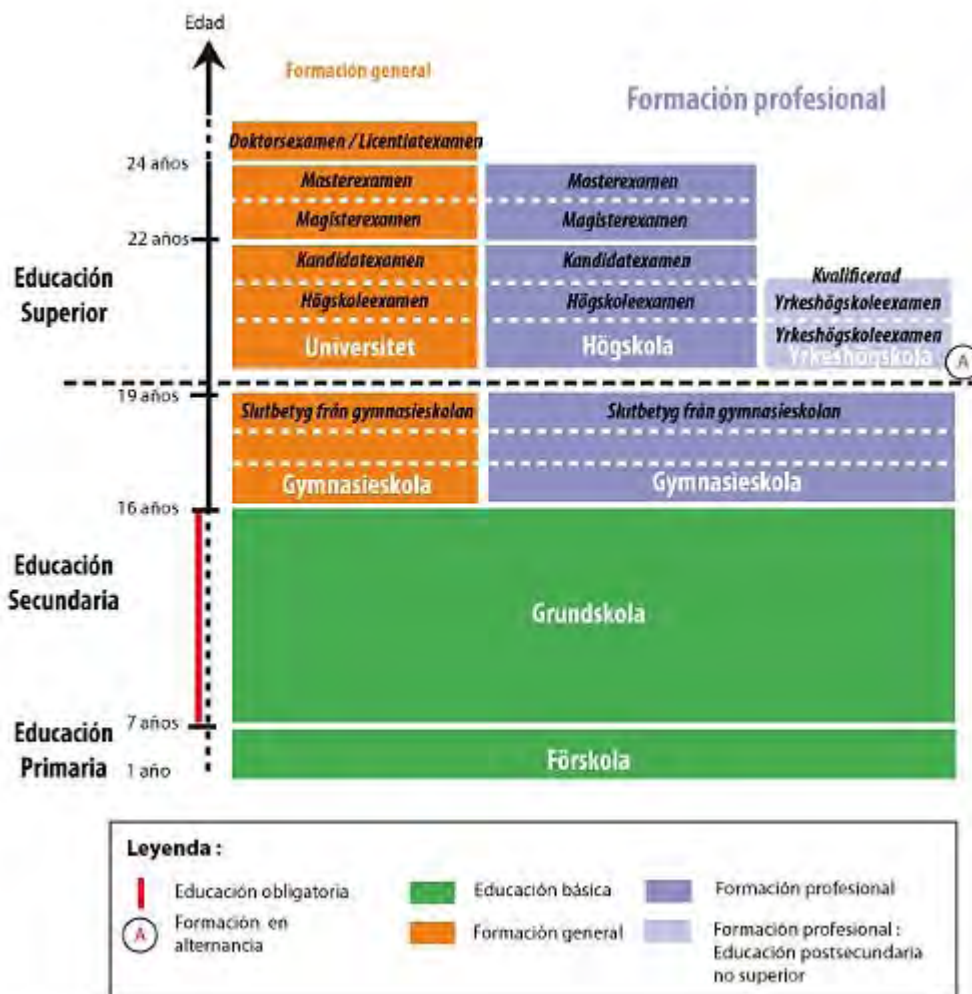 Edad
Formación general
Formación profesional
Doktorsexamen / Licentiatexamen
24 años
Masterexamen
Masterexamen
Magisterexamen
Magisterexamen
22 años
Kandidatexamen
Kandidatexamen
Kvalificerad
Educación
Superior
Högskoleexamen
Högskoleexamen
Yrkeshögskoleexamen
Universitet
Högskola
Yrkeshögskoleexamen
Yrkeshögskola
A
19 años
Slutbetyg från gymnasieskolan
Slutbetyg från gymnasieskolan
Gymnasieskola
Gymnasieskola
16 años
Educación
Secundaria
Grundskola
7 años
Educación
Primaria
1 año
Förskola
Leyenda :
Educación obligatoria
Educación básica
Formación profesional
A
Formación en
alternancia
Formación general
Formación profesional :
Educación postsecundaria
no superior